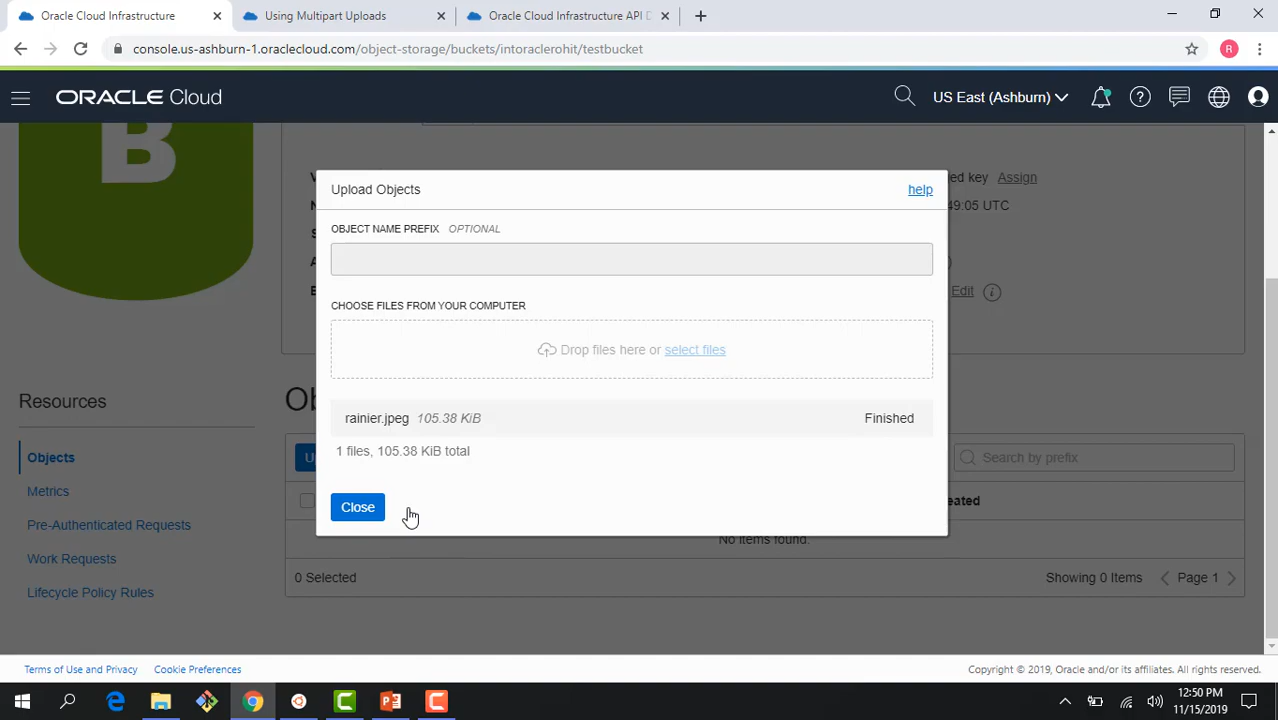 Oracle Cloud Infrastructure
Using Multipart Uploads
Oracle Cloud Infrastructure API D
console.us-ashburn-1.oraclecloud.com/object-storage/buckets/intoraclerohit/testbucket
R
ORACLE Cloud
US East (Ashburn)
B
Upload Objects
help
OBJECT NAME PREFIX OPTIONAL
CHOOSE FILES FROM YOUR COMPUTER
Drop files here or select files
rainier.jpeg 105.38 KiB
Finished
1 files, 105.38 KiB total
Close
ged key Assign
49:05 UTC
Edit
Resources
Objects
Metrics
Pre-Authenticated Requests
Work Requests
Lifecycle Policy Rules
Ob
U
Search by prefix
eated
No items found.
0 Selected
Showing 0 Items
Page 1
Terms of Use and Privacy
Cookie Preferences
Copyright © 2019, Oracle and/or its affiliates. All rights reserved.
12:50 PM
11/15/2019